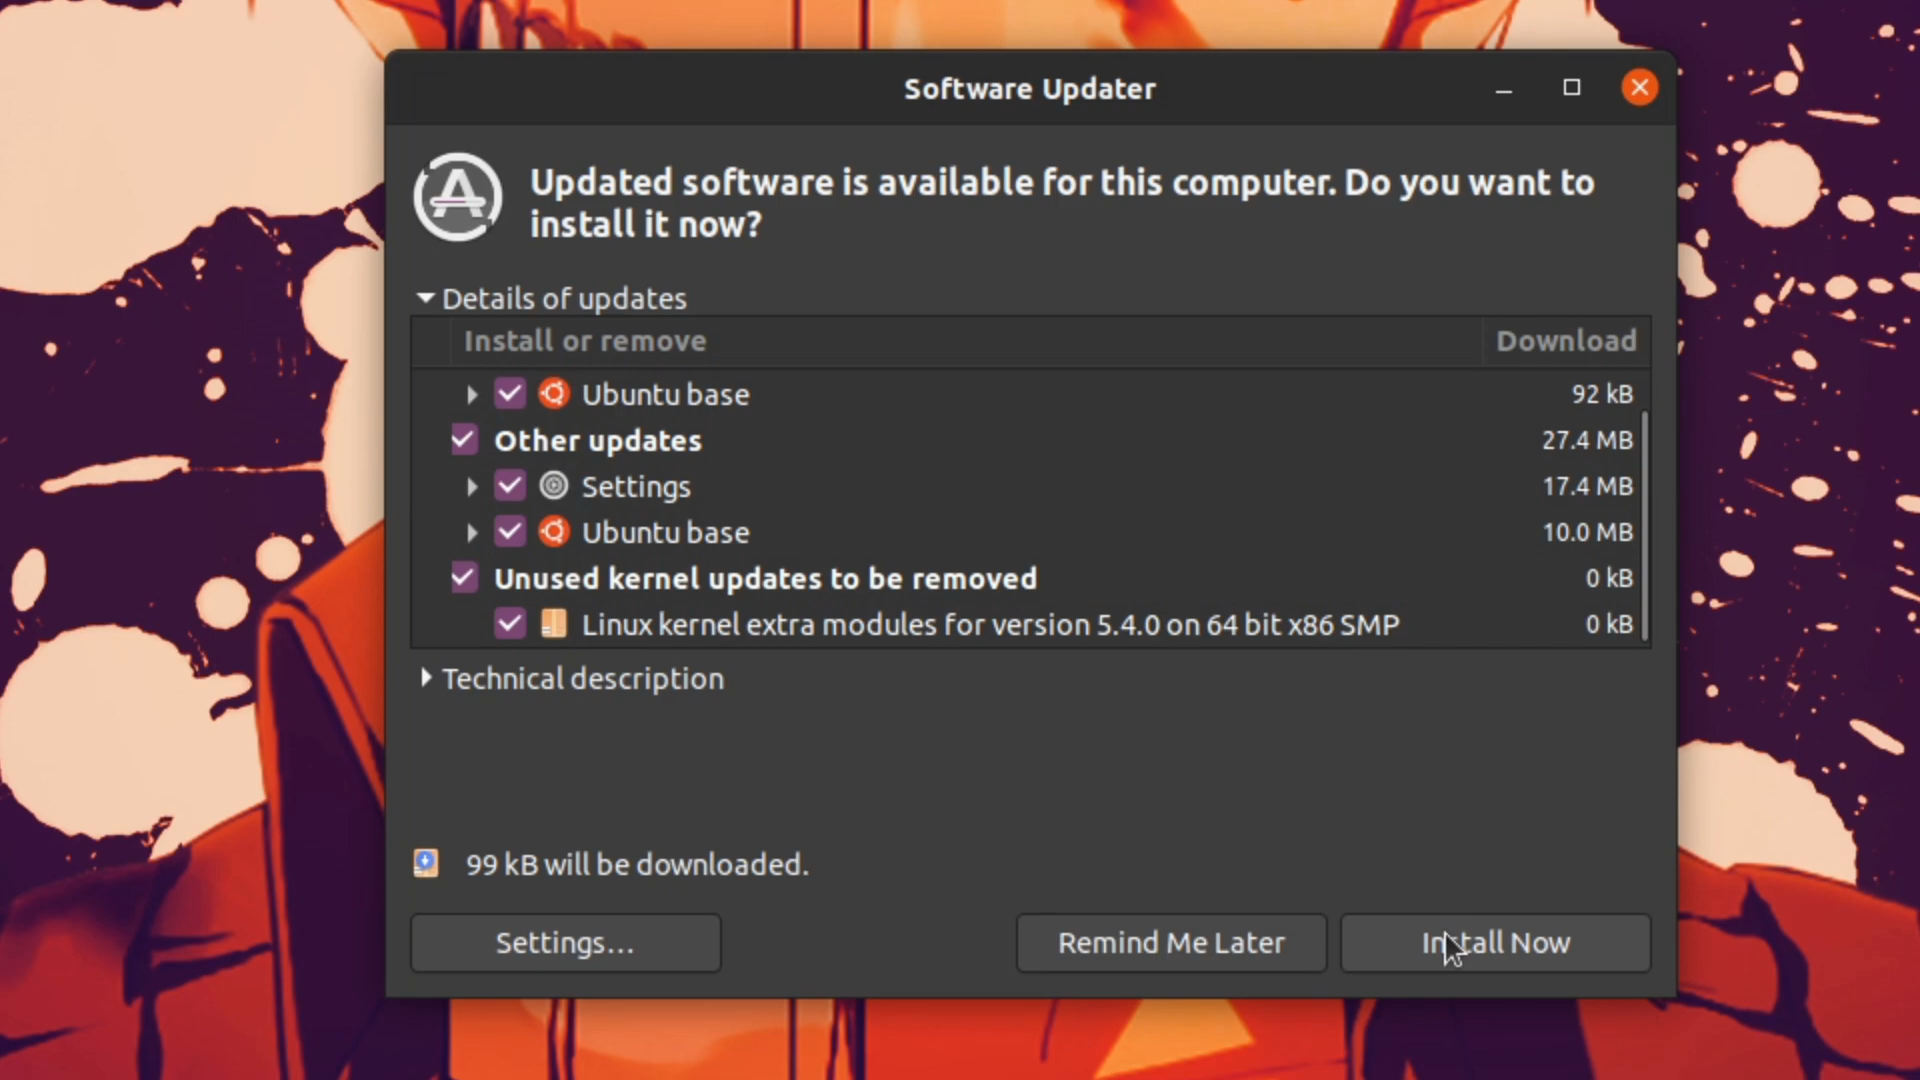 Software Updater
Updated software is available for this computer. Do you want to
install it now?
Details of updates
Install or remove Download
Ubuntu base 92 kB
Other updates 27.4 MB
Settings 17.4 MB
Ubuntu base 10.0 MB
Unused kernel updates to be removed 0 kB
Linux kernel extra modules for version 5.4.0 on 64 bit x86 SMP 0 kB
Technical description
99 kB will be downloaded.
Settings... Remind Me Later Install Now